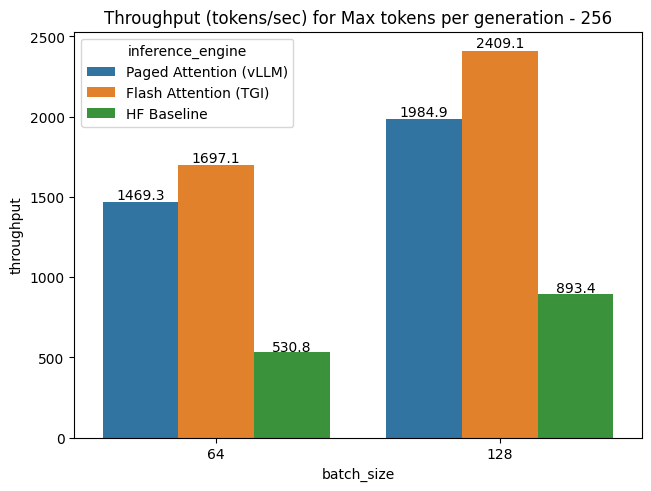 Throughput (tokens/sec) for Max tokens per generation - 256
2500
2000
1500
1000
500
0
throughput
inference_engine
Paged Attention (vLLM)
Flash Attention (TGI)
HF Baseline
1469.3
1697.1
530.8
1984.9
2409.1
893.4
64
128
batch_size